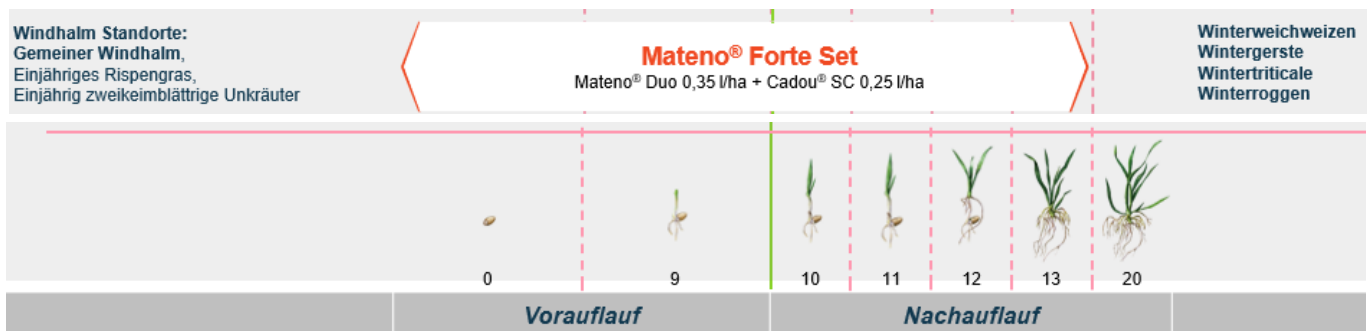 Windhalm Standorte:
Gemeiner Windhalm,
Einjähriges Rispengras,
Einjährig zweikeimblättrige Unkräuter
Mateno® Forte Set
Mateno® Duo 0,35 l/ha + Cadou® SC 0,25 l/ha
Winterweichweizen
Wintergerste
Wintertriticale
Winterroggen
0 9 10 11 12 13 20
Vorauflauf Nachauflauf